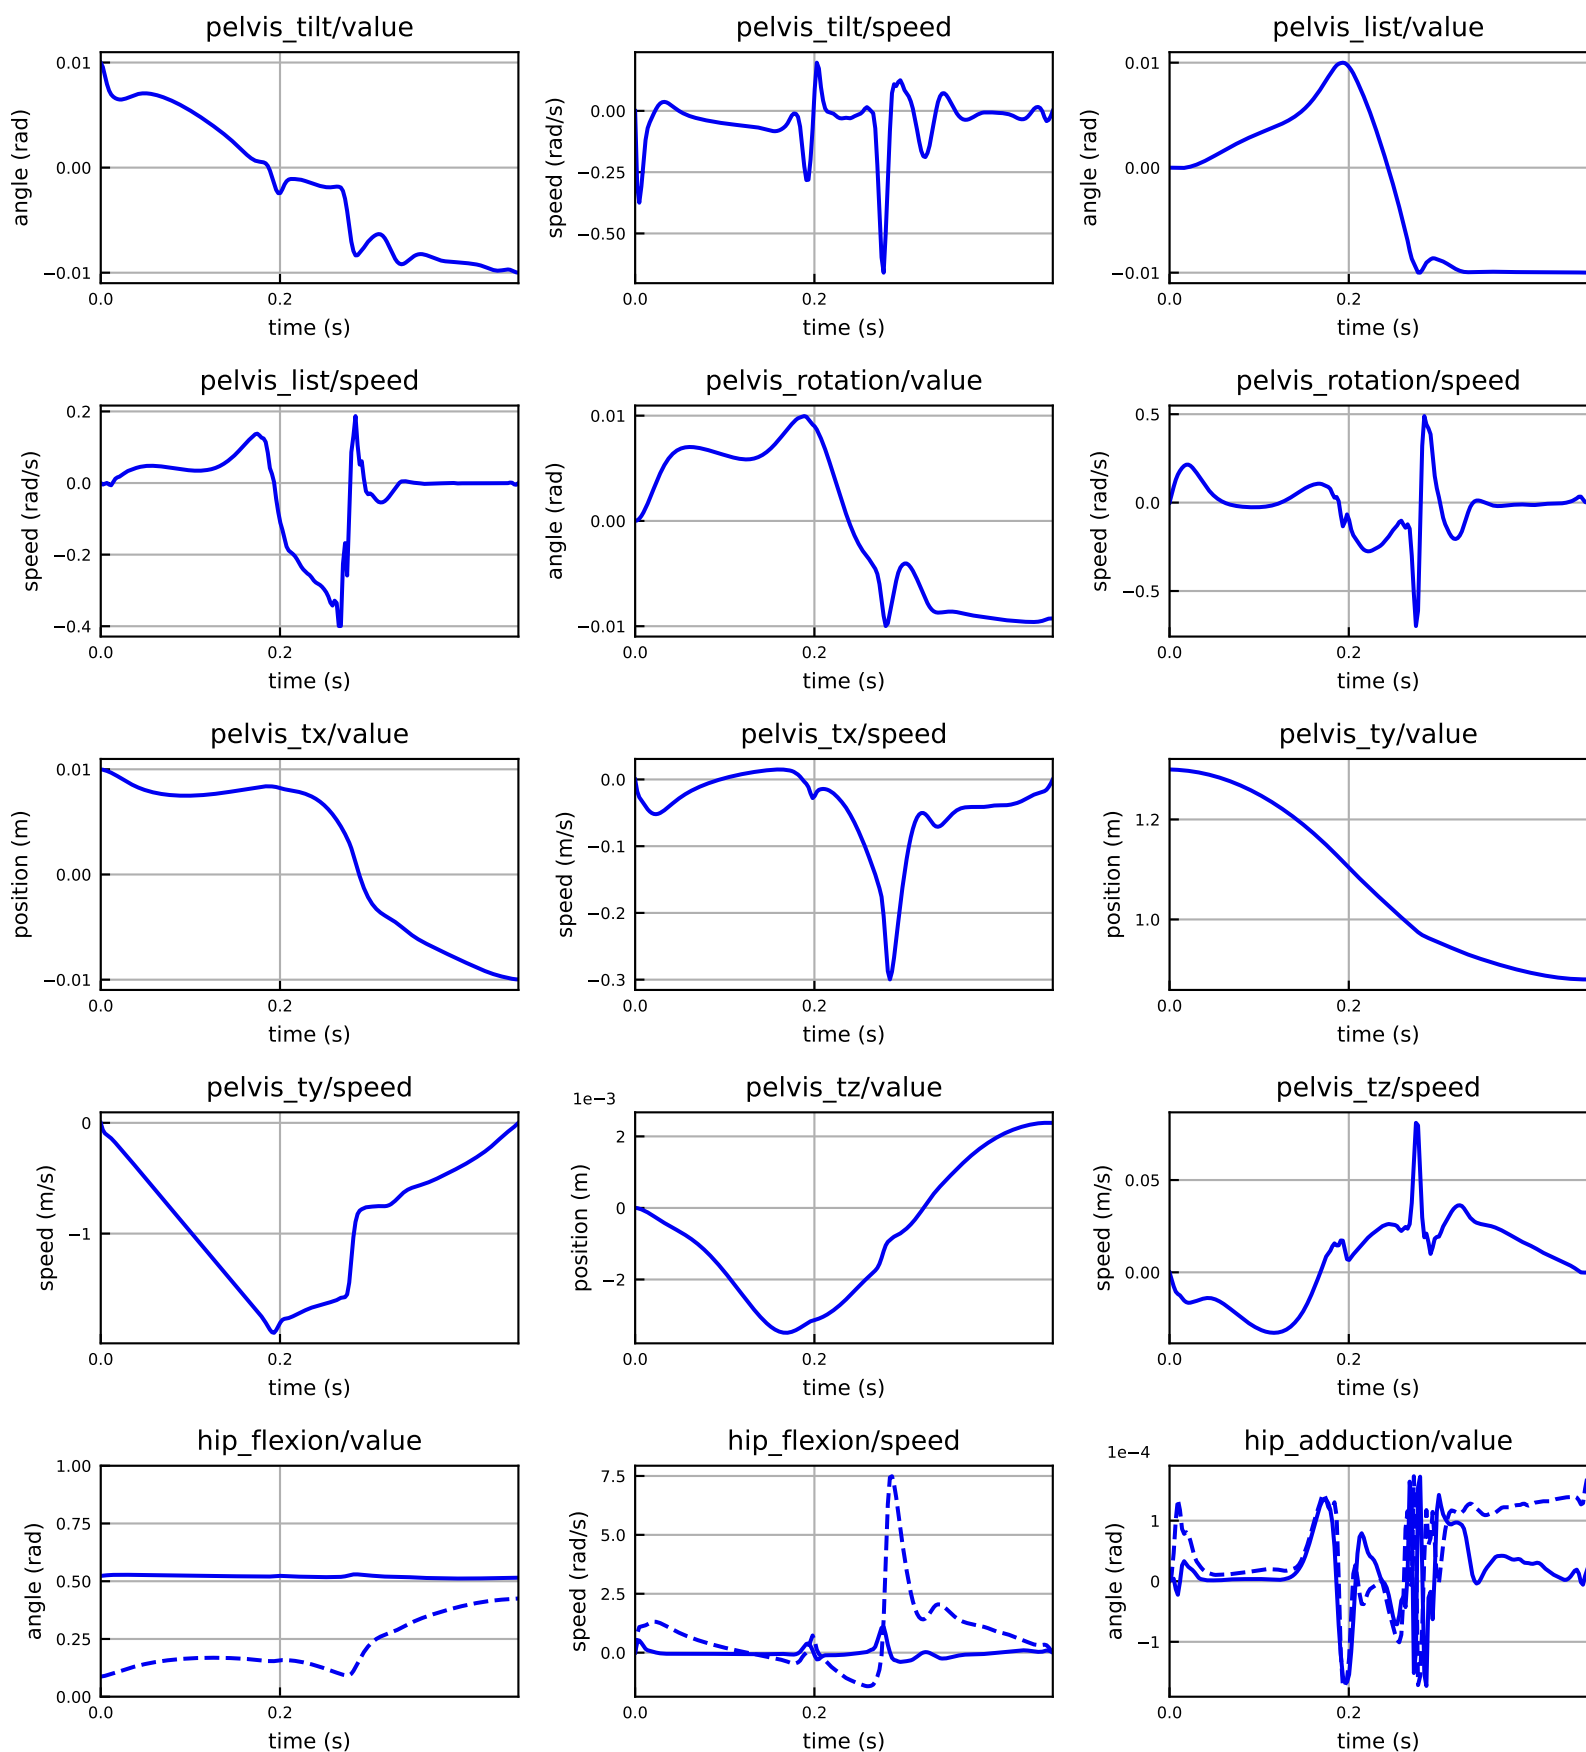 pelvis_tilt/value
pelvis_tilt/speed
pelvis_list/value
0.01
0.00
−0.01
angle (rad)
0.0
0.2
time (s)
0.00
−0.25
−0.50
speed (rad/s)
0.0
0.2
time (s)
0.01
0.00
−0.01
angle (rad)
0.0
0.2
time (s)
pelvis_list/speed
pelvis_rotation/value
pelvis_rotation/speed
0.2
0.0
−0.2
−0.4
speed (rad/s)
0.0
0.2
time (s)
0.01
0.00
−0.01
angle (rad)
0.0
0.2
time (s)
0.5
0.0
−0.5
speed (rad/s)
0.0
0.2
time (s)
pelvis_tx/value
pelvis_tx/speed
pelvis_ty/value
0.01
0.00
−0.01
position (m)
0.0
0.2
time (s)
0.0
−0.1
−0.2
−0.3
speed (m/s)
0.0
0.2
time (s)
1.2
1.0
position (m)
0.0
0.2
time (s)
pelvis_ty/speed
pelvis_tz/value
pelvis_tz/speed
0
−1
speed (m/s)
0.0
0.2
time (s)
1e−3
2
0
−2
position (m)
0.0
0.2
time (s)
0.05
0.00
speed (m/s)
0.0
0.2
time (s)
hip_flexion/value
hip_flexion/speed
hip_adduction/value
1.00
0.75
0.50
0.25
0.00
angle (rad)
0.0
0.2
time (s)
7.5
5.0
2.5
0.0
speed (rad/s)
0.0
0.2
time (s)
1e−4
1
0
−1
angle (rad)
0.0
0.2
time (s)